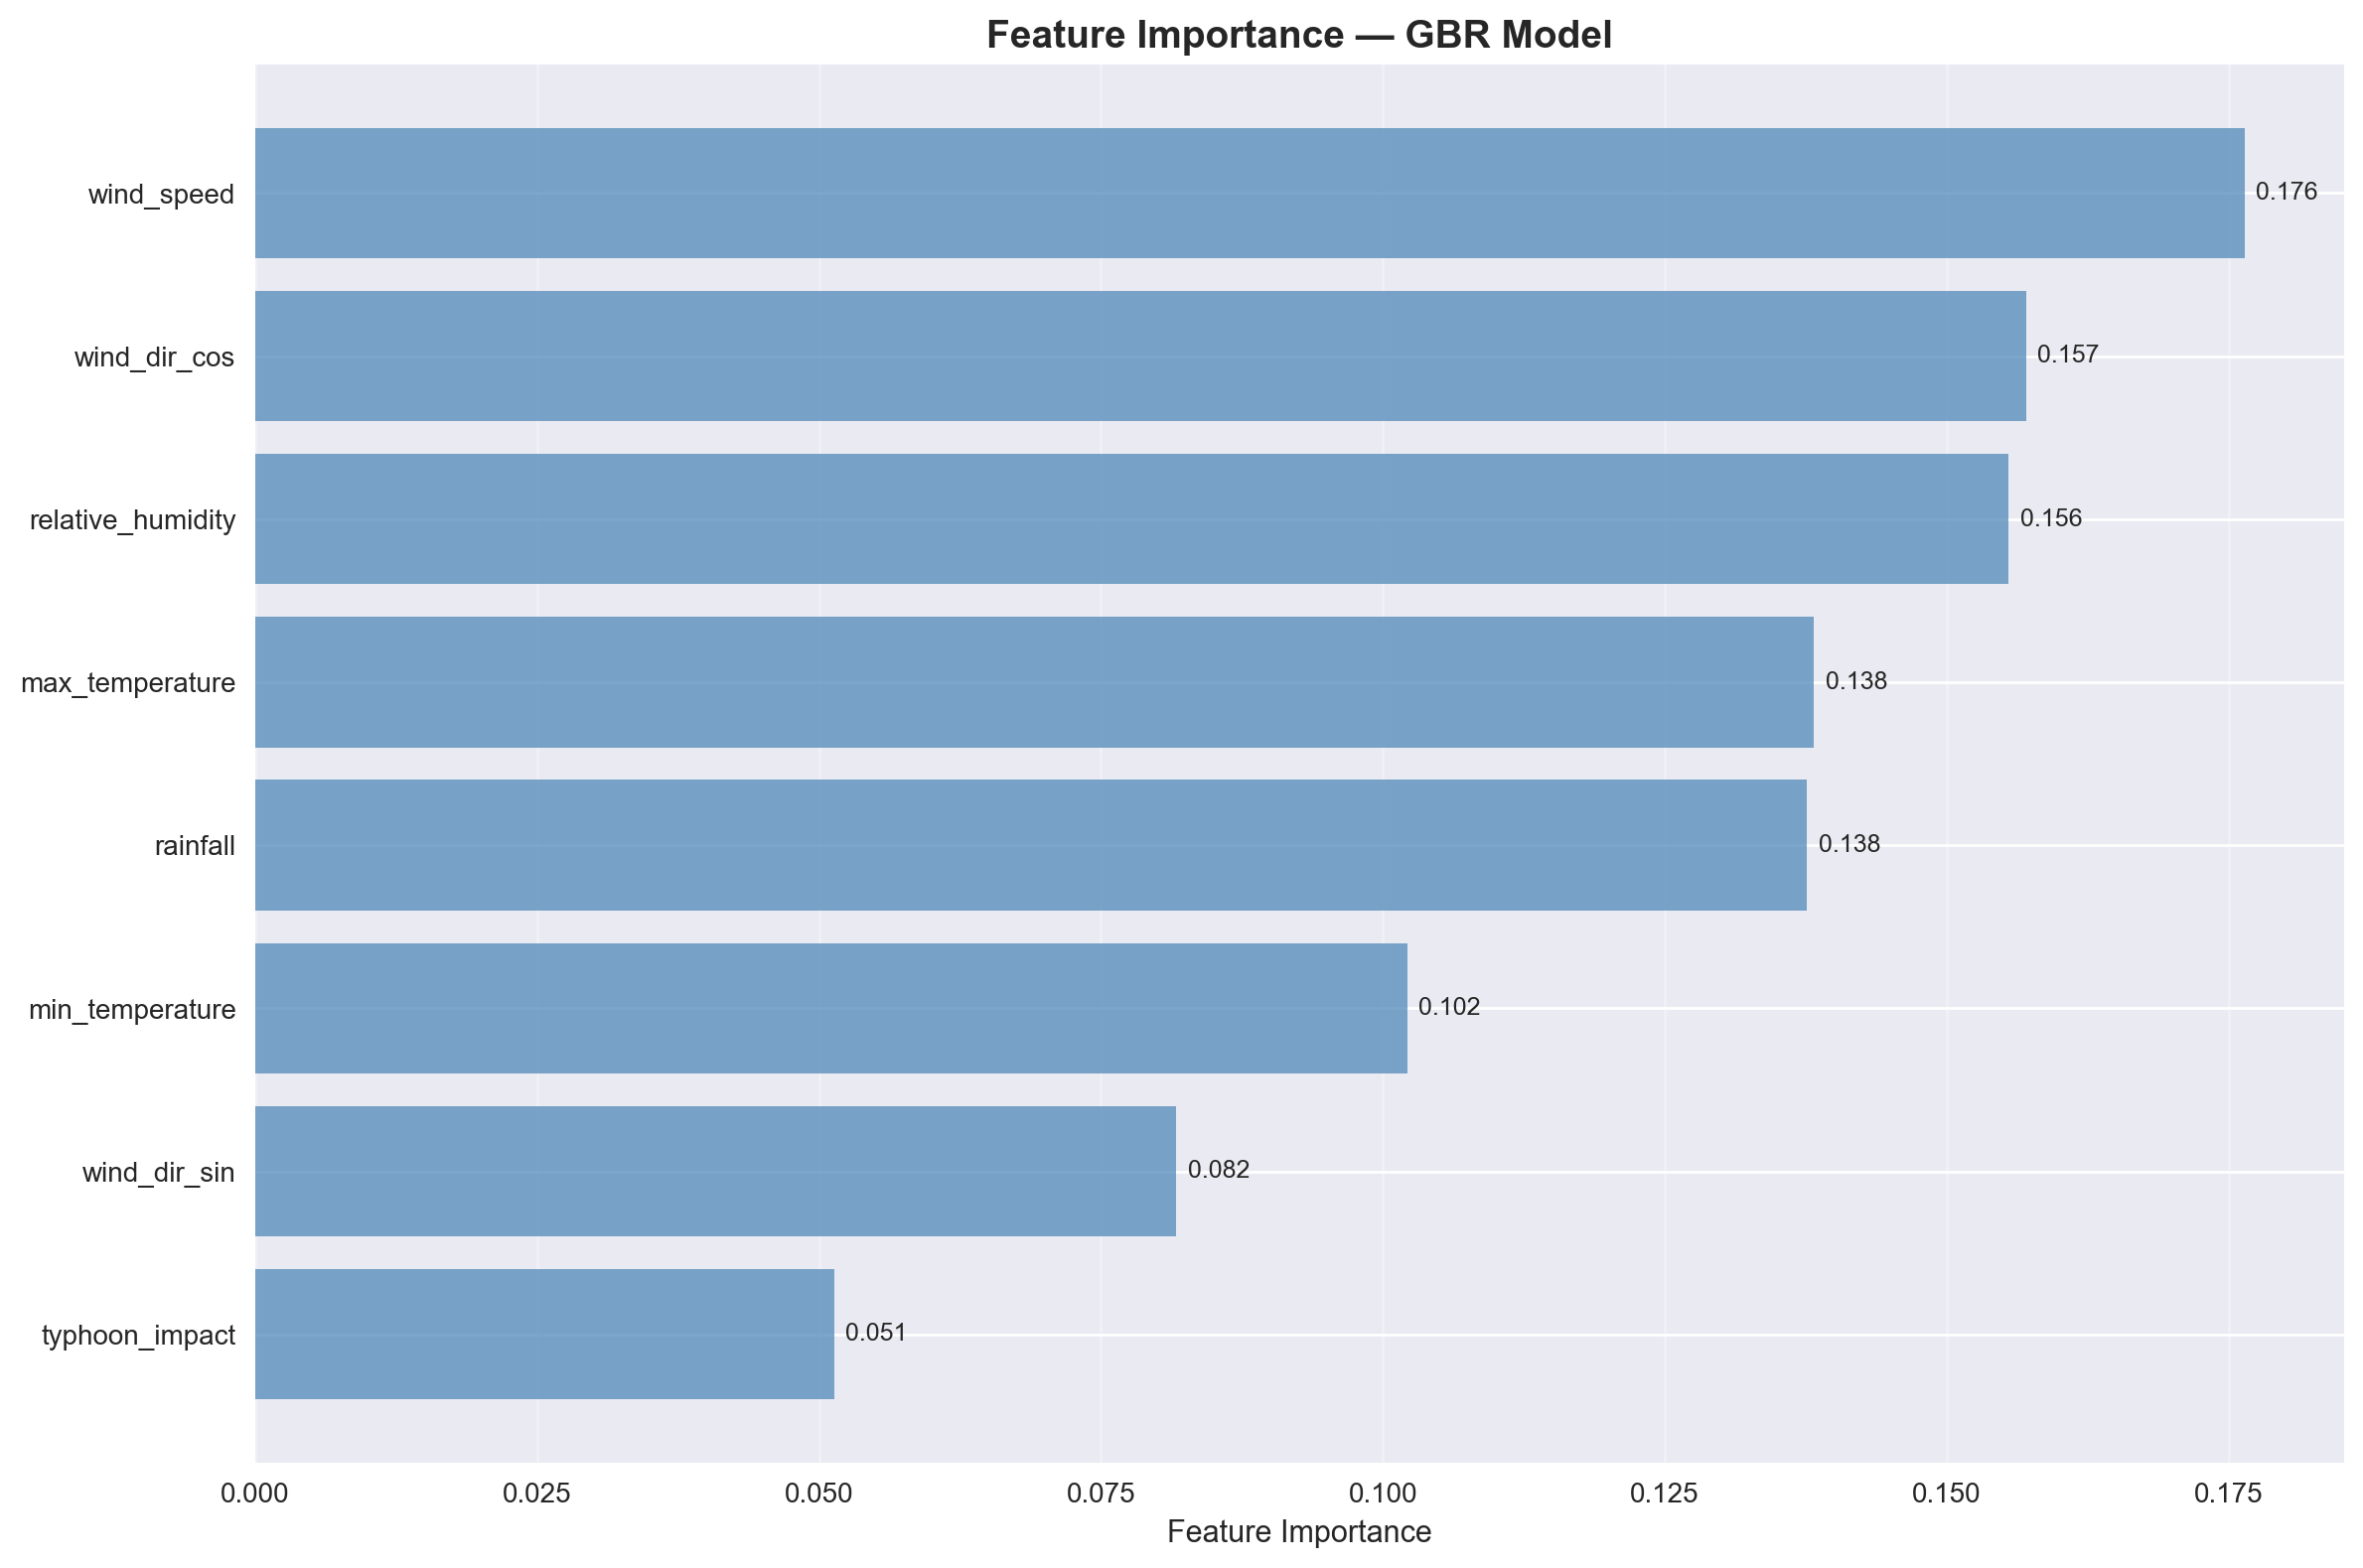 Feature Importance — GBR Model
wind_speed 0.176
wind_dir_cos 0.157
relative_humidity 0.156
max_temperature 0.138
rainfall 0.138
min_temperature 0.102
wind_dir_sin 0.082
typhoon_impact 0.051
0.000 0.025 0.050 0.075 0.100 0.125 0.150 0.175
Feature Importance